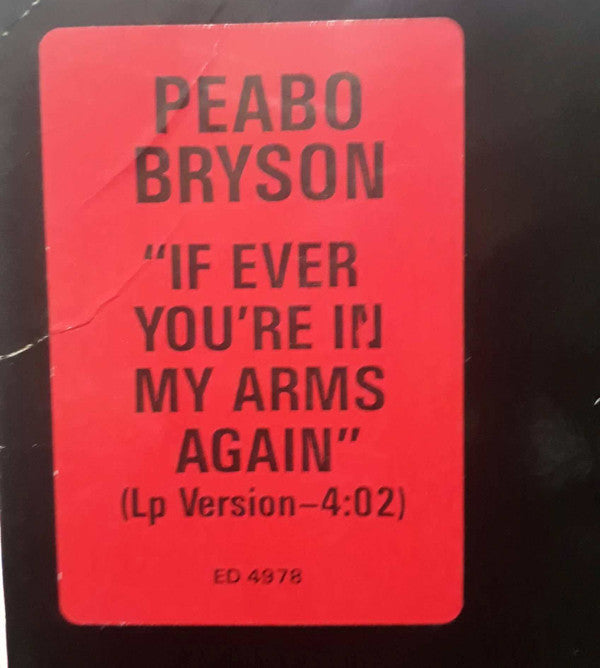 PEABO
BRYSON
“IF EVER
YOU’RE IN
MY ARMS
AGAIN”
(Lp Version–4:02)
ED 4978